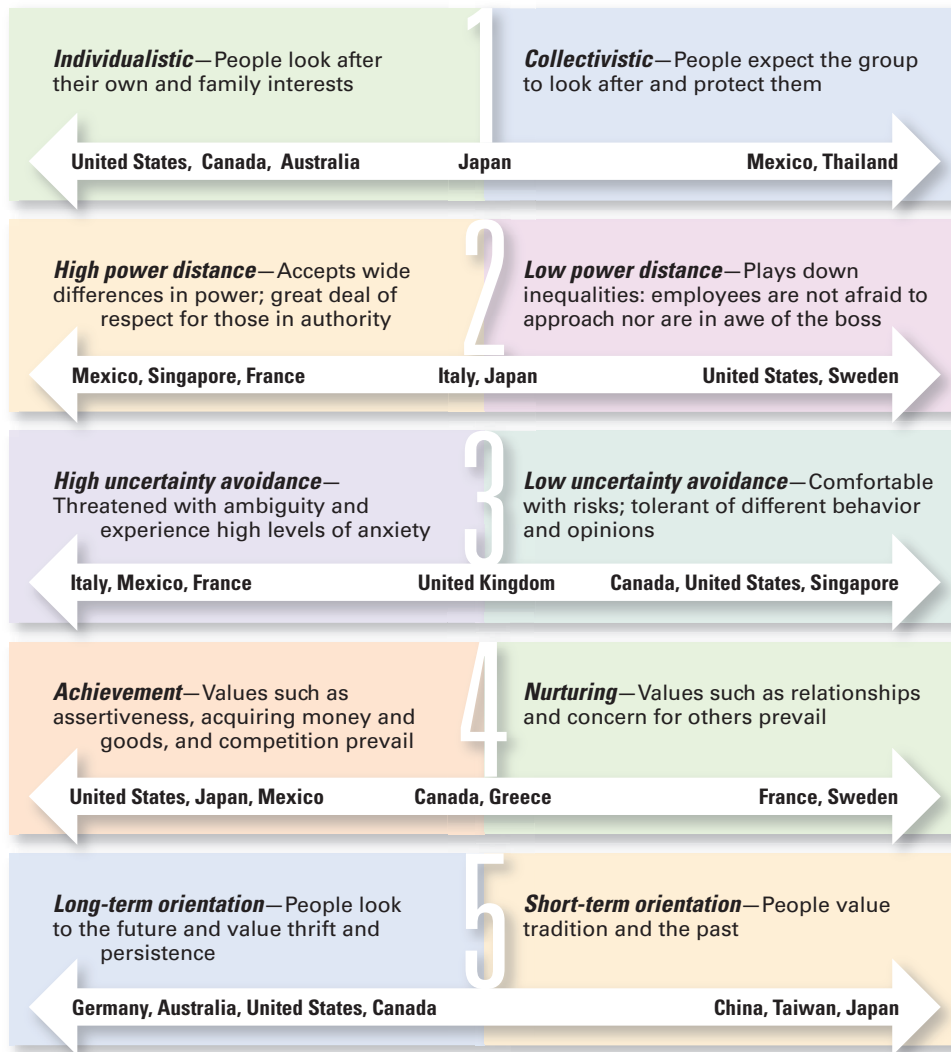 1
Individualistic—People look after
their own and family interests
Collectivistic—People expect the group
to look after and protect them
United States, Canada, Australia
Japan
Mexico, Thailand
2
High power distance—Accepts wide
differences in power; great deal of
respect for those in authority
Low power distance—Plays down
inequalities: employees are not afraid to
approach nor are in awe of the boss
Mexico, Singapore, France
Italy, Japan
United States, Sweden
3
High uncertainty avoidance—
Threatened with ambiguity and
experience high levels of anxiety
Low uncertainty avoidance—Comfortable
with risks; tolerant of different behavior
and opinions
Italy, Mexico, France
United Kingdom
Canada, United States, Singapore
4
Achievement—Values such as
assertiveness, acquiring money and
goods, and competition prevail
Nurturing—Values such as relationships
and concern for others prevail
United States, Japan, Mexico
Canada, Greece
France, Sweden
5
Long-term orientation—People look
to the future and value thrift and
persistence
Short-term orientation—People value
tradition and the past
Germany, Australia, United States, Canada
China, Taiwan, Japan